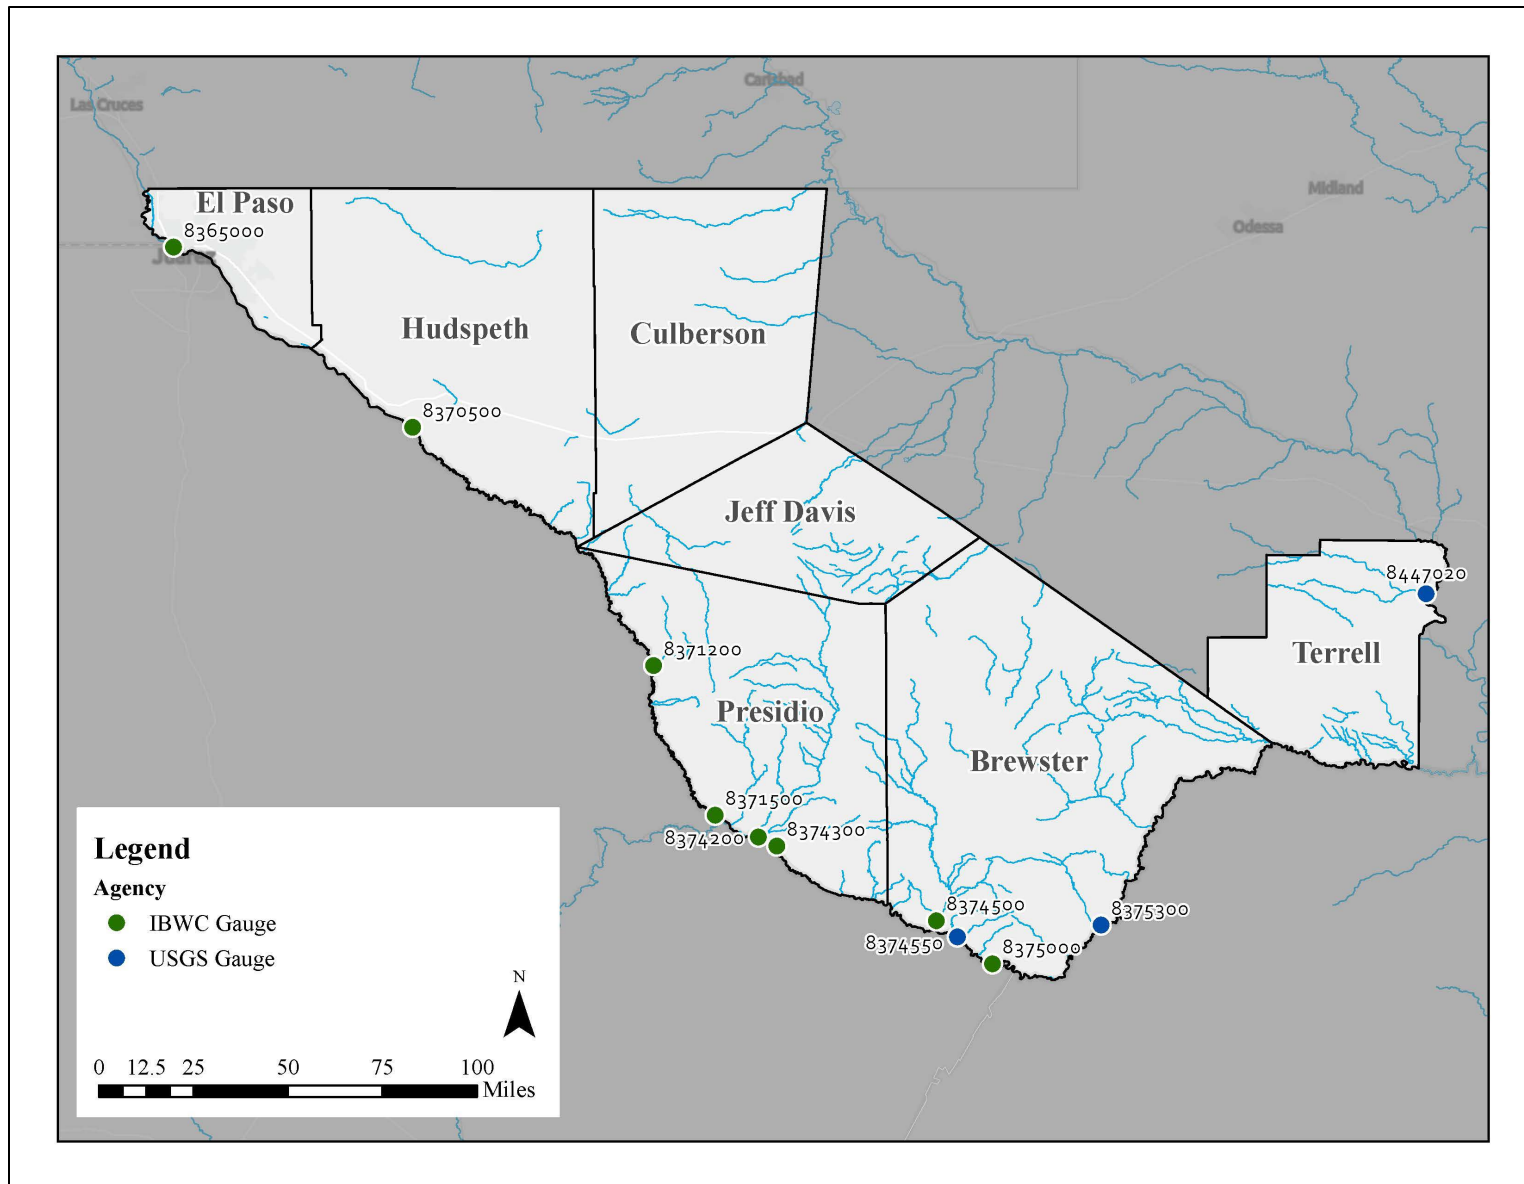 Carlsbad
Las Cruces
Midland
El Paso
Odessa
8365000
Juarez
Hudspeth
Culberson
8370500
Jeff Davis
8447020
Terrell
8371200
Presidio
Brewster
8371500
8374200
8374300
8374500
8375300
8374550
8375000
Legend
Agency
IBWC Gauge
USGS Gauge
N
0 12.5 25 50 75 100
Miles